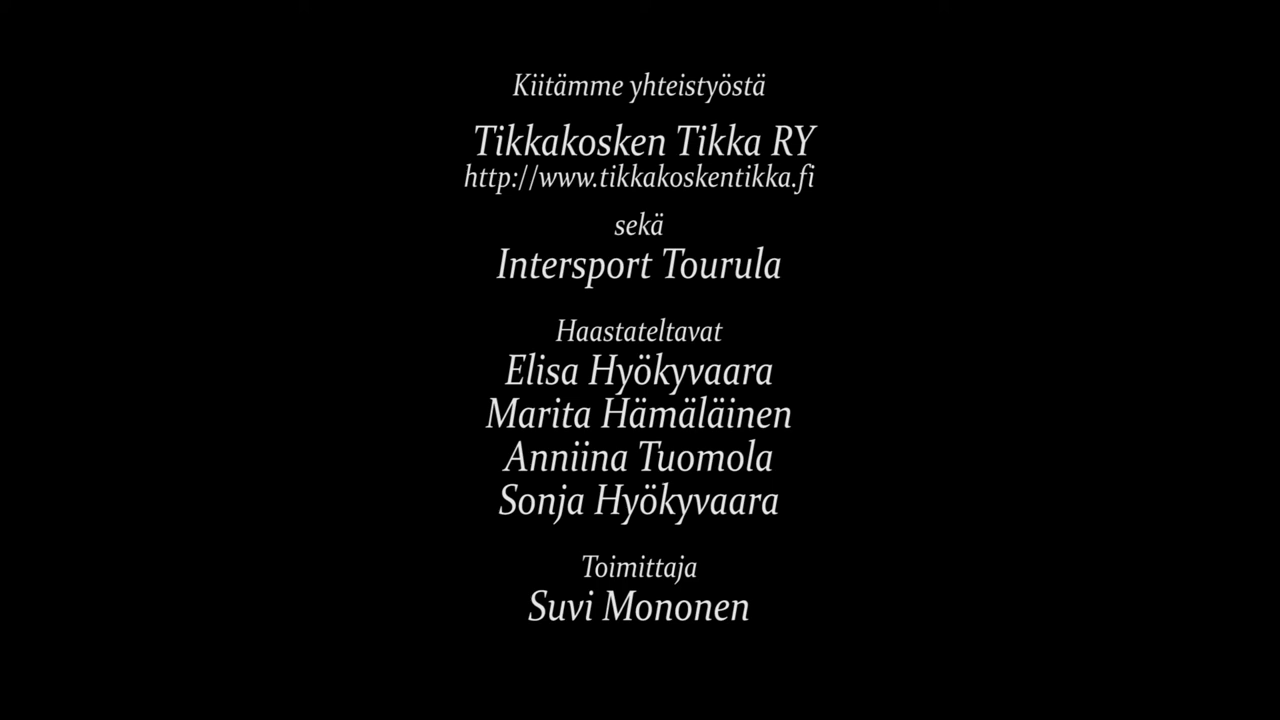 Kiitämme yhteistyöstä
Tikkakosken Tikka RY
http://www.tikkakoskentikka.fi
sekä
Intersport Tourula
Haastateltavat
Elisa Hyökyvaara
Marita Hämäläinen
Anniina Tuomola
Sonja Hyökyvaara
Toimittaja
Suvi Mononen